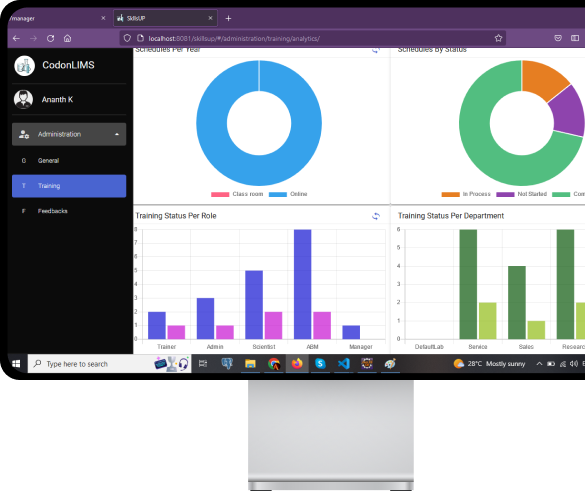 manager
SkillsUP
localhost:8081/skillsup/#/administration/training/analytics/
CodonLIMS
Ananth K
Administration
G General
T Training
F Feedbacks
Schedules Per Year
Class room Online
Schedules By Status
In Process Not Started Com
Training Status Per Role
8
7
6
5
4
3
2
1
0
Trainer Admin Scientist ABM Manager
Training Status Per Department
6
5
4
3
2
1
0
DefaultLab Service Sales Researc
Type here to search
28°C Mostly sunny